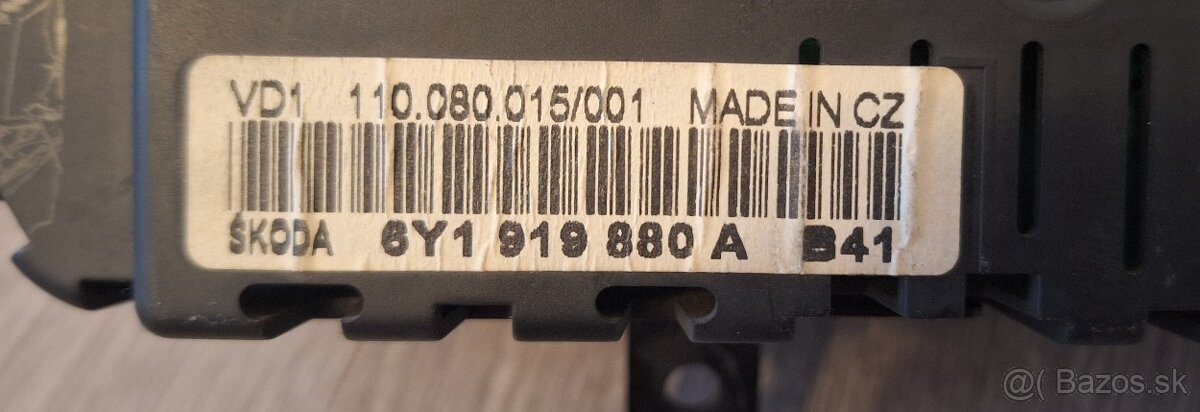 VD1 110.080.015/001 MADE IN CZ
ŠKODA 6Y1 919 880 A B41
@( Bazos.sk